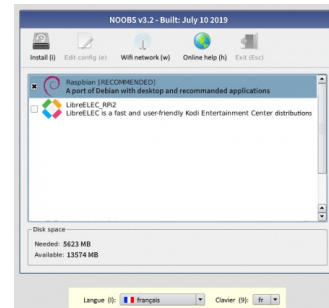 NOOBS v3.2 - Built: July 10 2019
Install (i) Edit config (e) Wifi network (w) Online help (h) Exit (Esc)
Raspbian [RECOMMENDED]
A port of Debian with desktop and recommanded applications
LibreELEC_RPi2
LibreELEC is a fast and user-friendly Kodi Entertainment Center distributions
Disk space
Needed: 5623 MB
Available: 13574 MB
Langue (l): français Clavier (9): fr